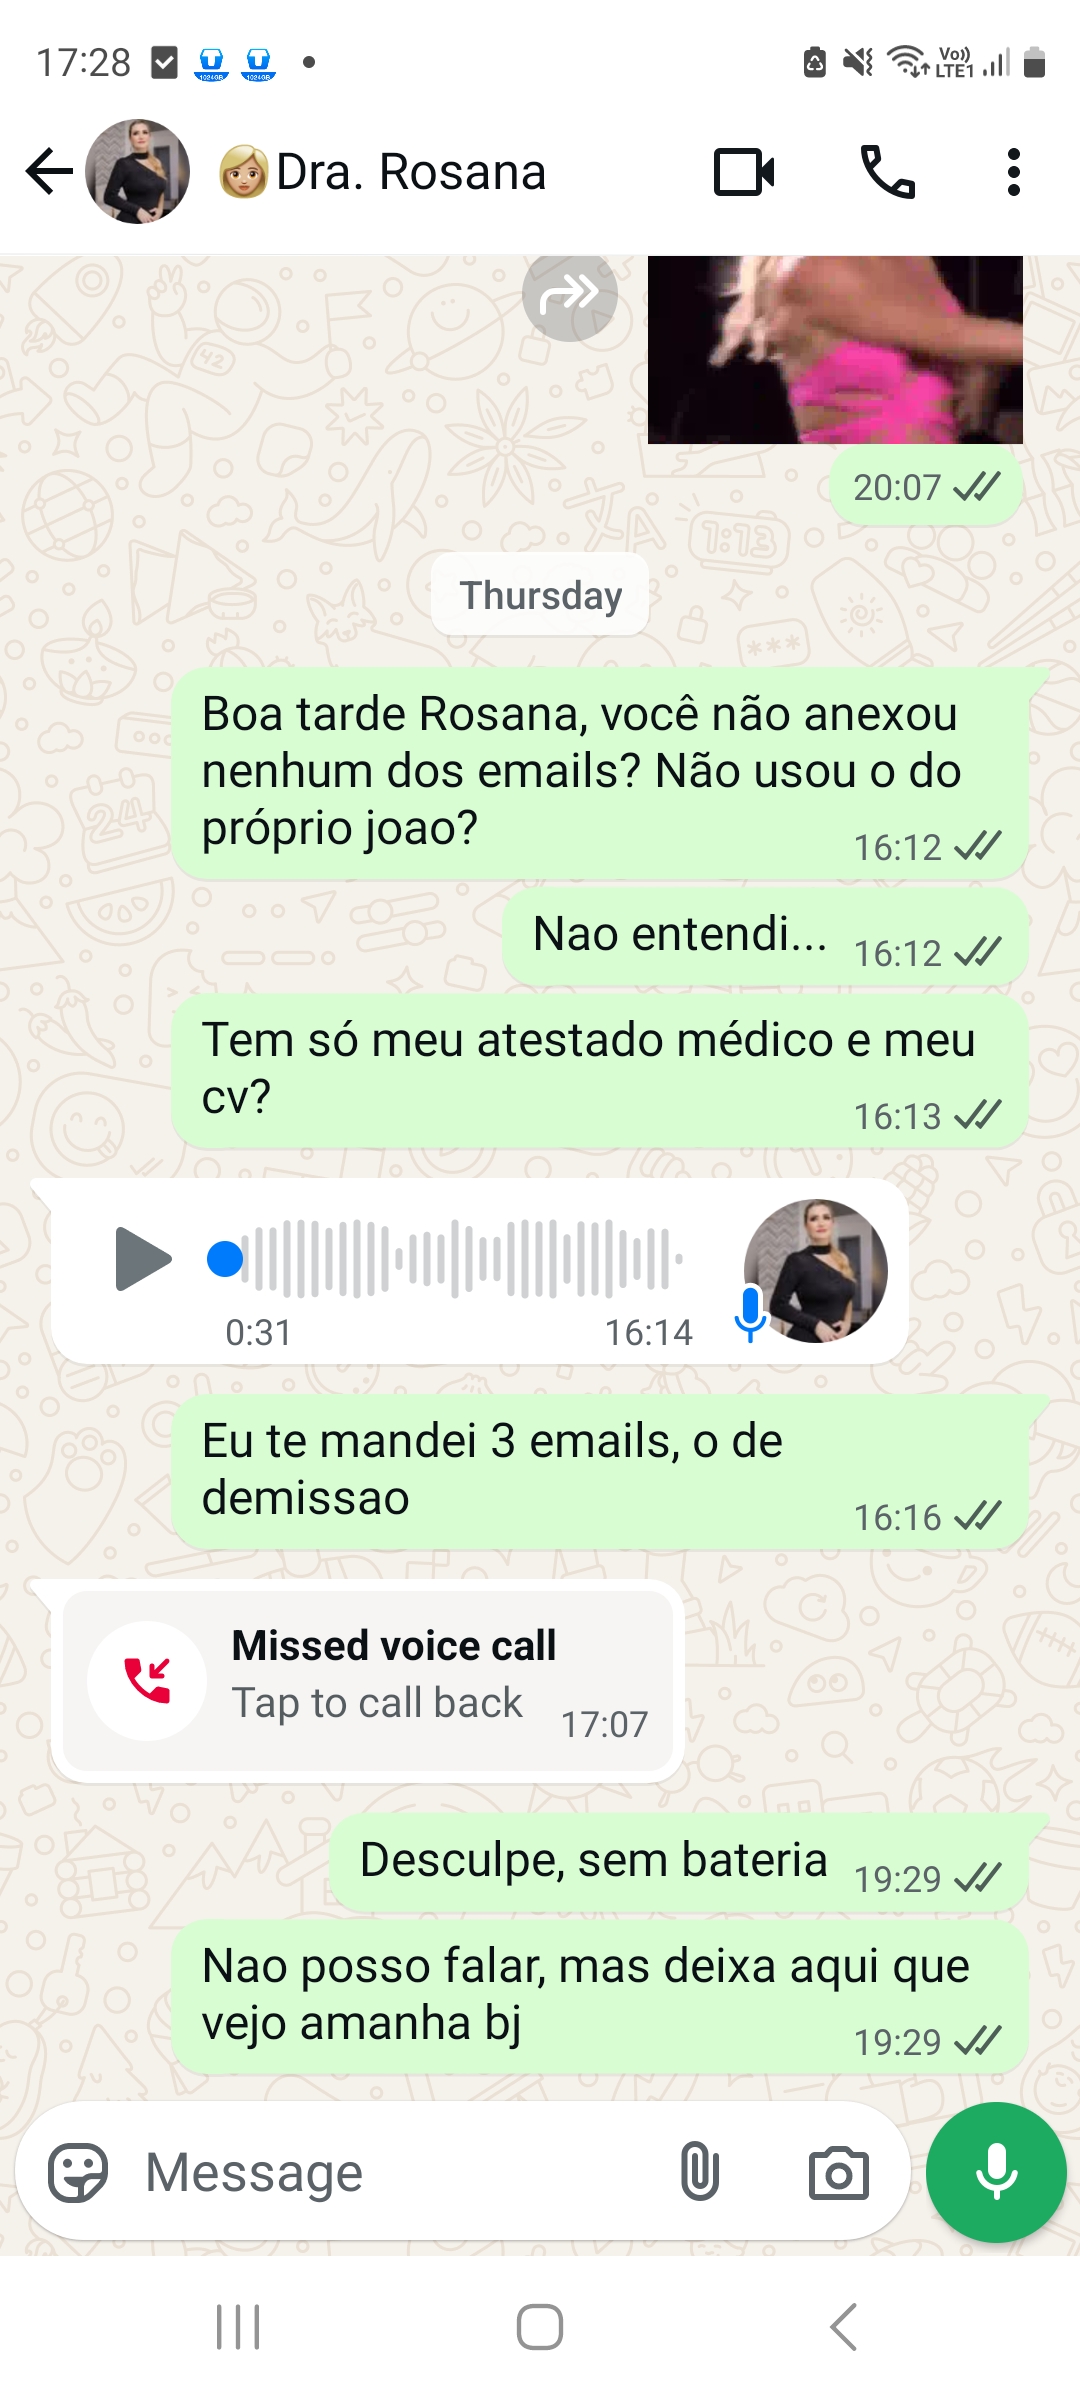 17:28
1024GB 1024GB
Vo)) LTE1
Dra. Rosana
20:07
Thursday
Boa tarde Rosana, você não anexou
nenhum dos emails? Não usou o do
próprio joao?
16:12
Nao entendi... 16:12
Tem só meu atestado médico e meu
cv?
16:13
0:31 16:14
Eu te mandei 3 emails, o de
demissao
16:16
Missed voice call
Tap to call back
17:07
Desculpe, sem bateria 19:29
Nao posso falar, mas deixa aqui que
vejo amanha bj
19:29
Message